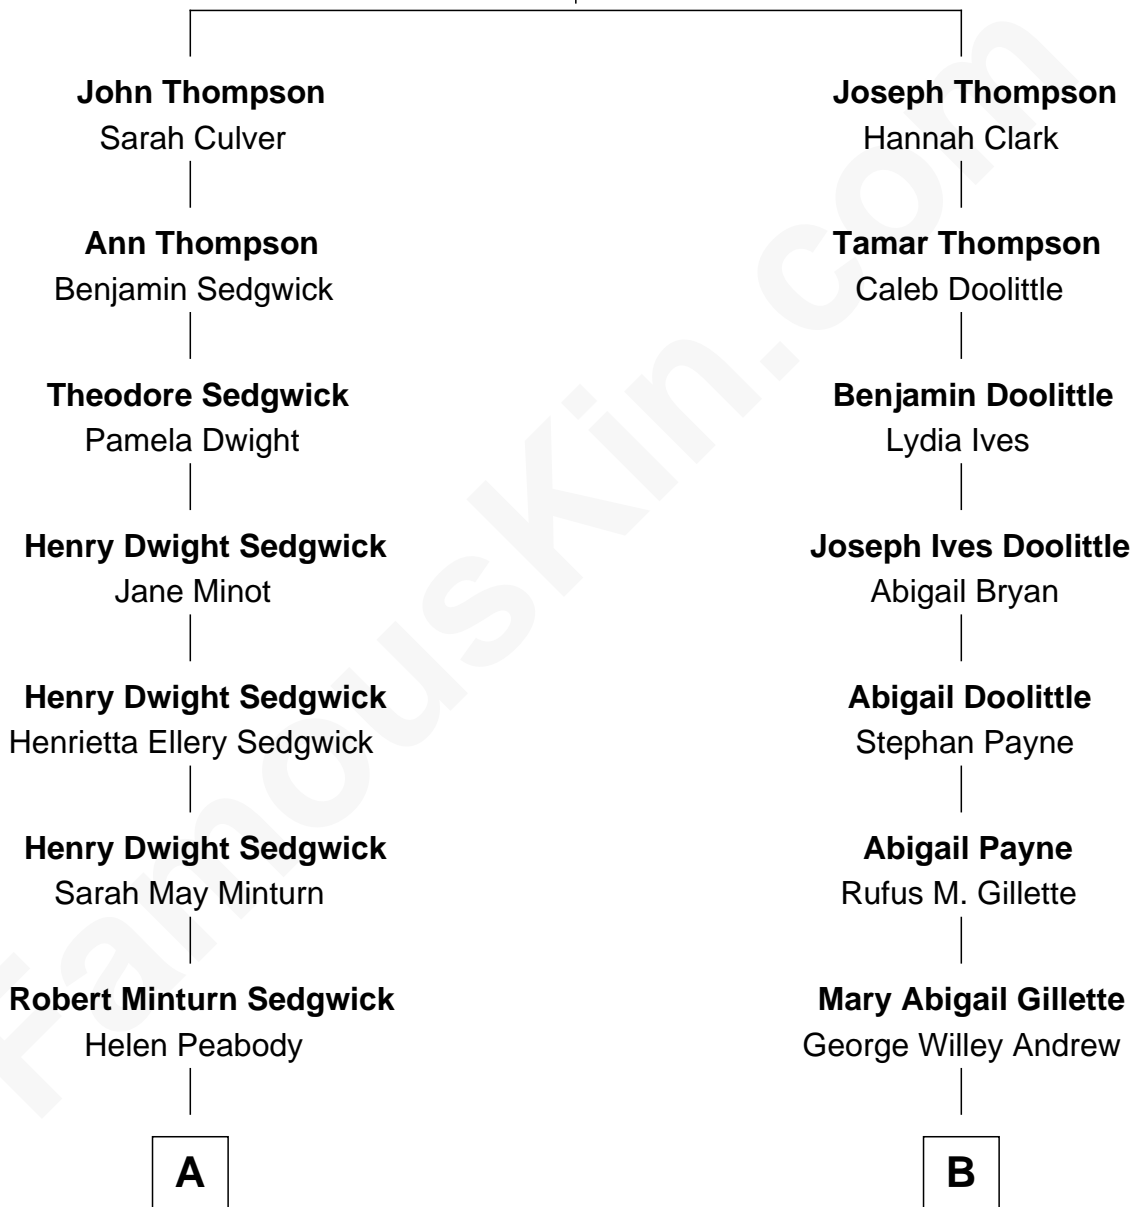 John Thompson
Sarah Culver
Ann Thompson
Benjamin Sedgwick
Theodore Sedgwick
Pamela Dwight
Henry Dwight Sedgwick
Jane Minot
Henry Dwight Sedgwick
Henrietta Ellery Sedgwick
Henry Dwight Sedgwick
Sarah May Minturn
Robert Minturn Sedgwick
Helen Peabody
A
Joseph Thompson
Hannah Clark
Tamar Thompson
Caleb Doolittle
Benjamin Doolittle
Lydia Ives
Joseph Ives Doolittle
Abigail Bryan
Abigail Doolittle
Stephan Payne
Abigail Payne
Rufus M. Gillette
Mary Abigail Gillette
George Willey Andrew
B
FamousKin.com